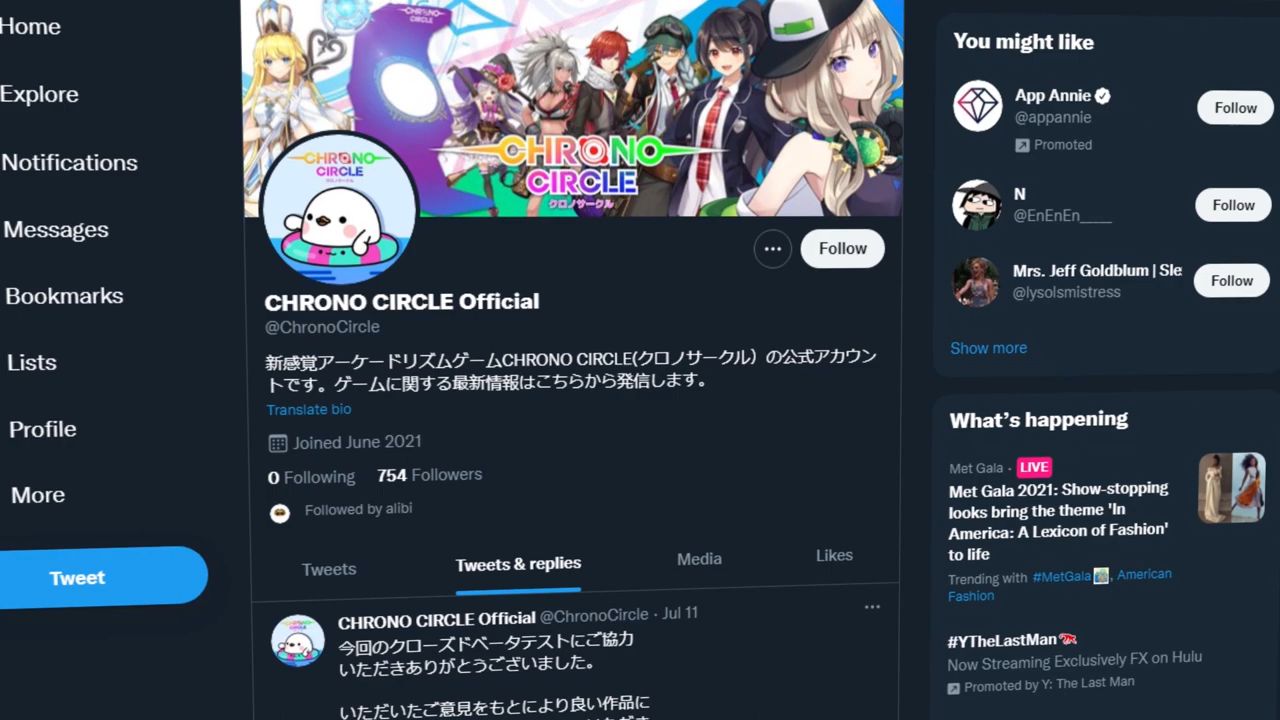 Home
Explore
Notifications
Messages
Bookmarks
Lists
Profile
More
Tweet
CHRONO
CIRCLE
CHRONO
CIRCLE
クロノサークル
CHRONO
CIRCLE
クロノサークル
Follow
CHRONO CIRCLE Official
@ChronoCircle
新感覚アーケードリズムゲームCHRONO CIRCLE(クロノサークル）の公式アカウン
トです。ゲームに関する最新情報はこちらから発信します。
Translate bio
Joined June 2021
0 Following 754 Followers
Followed by alibi
Tweets Tweets & replies Media Likes
CHRONO CIRCLE Official @ChronoCircle · Jul 11
今回のクローズドベータテストにご協力
いただきありがとうございました。
いただいたご意見をもとにより良い作品に
You might like
App Annie
@appannie
Promoted
Follow
N
@EnEnEn____
Follow
Mrs. Jeff Goldblum | Sle
@lysolsmistress
Follow
Show more
What's happening
Met Gala · LIVE
Met Gala 2021: Show-stopping
looks bring the theme 'In
America: A Lexicon of Fashion'
to life
Trending with #MetGala, American
Fashion
#YTheLastMan
Now Streaming Exclusively FX on Hulu
Promoted by Y: The Last Man